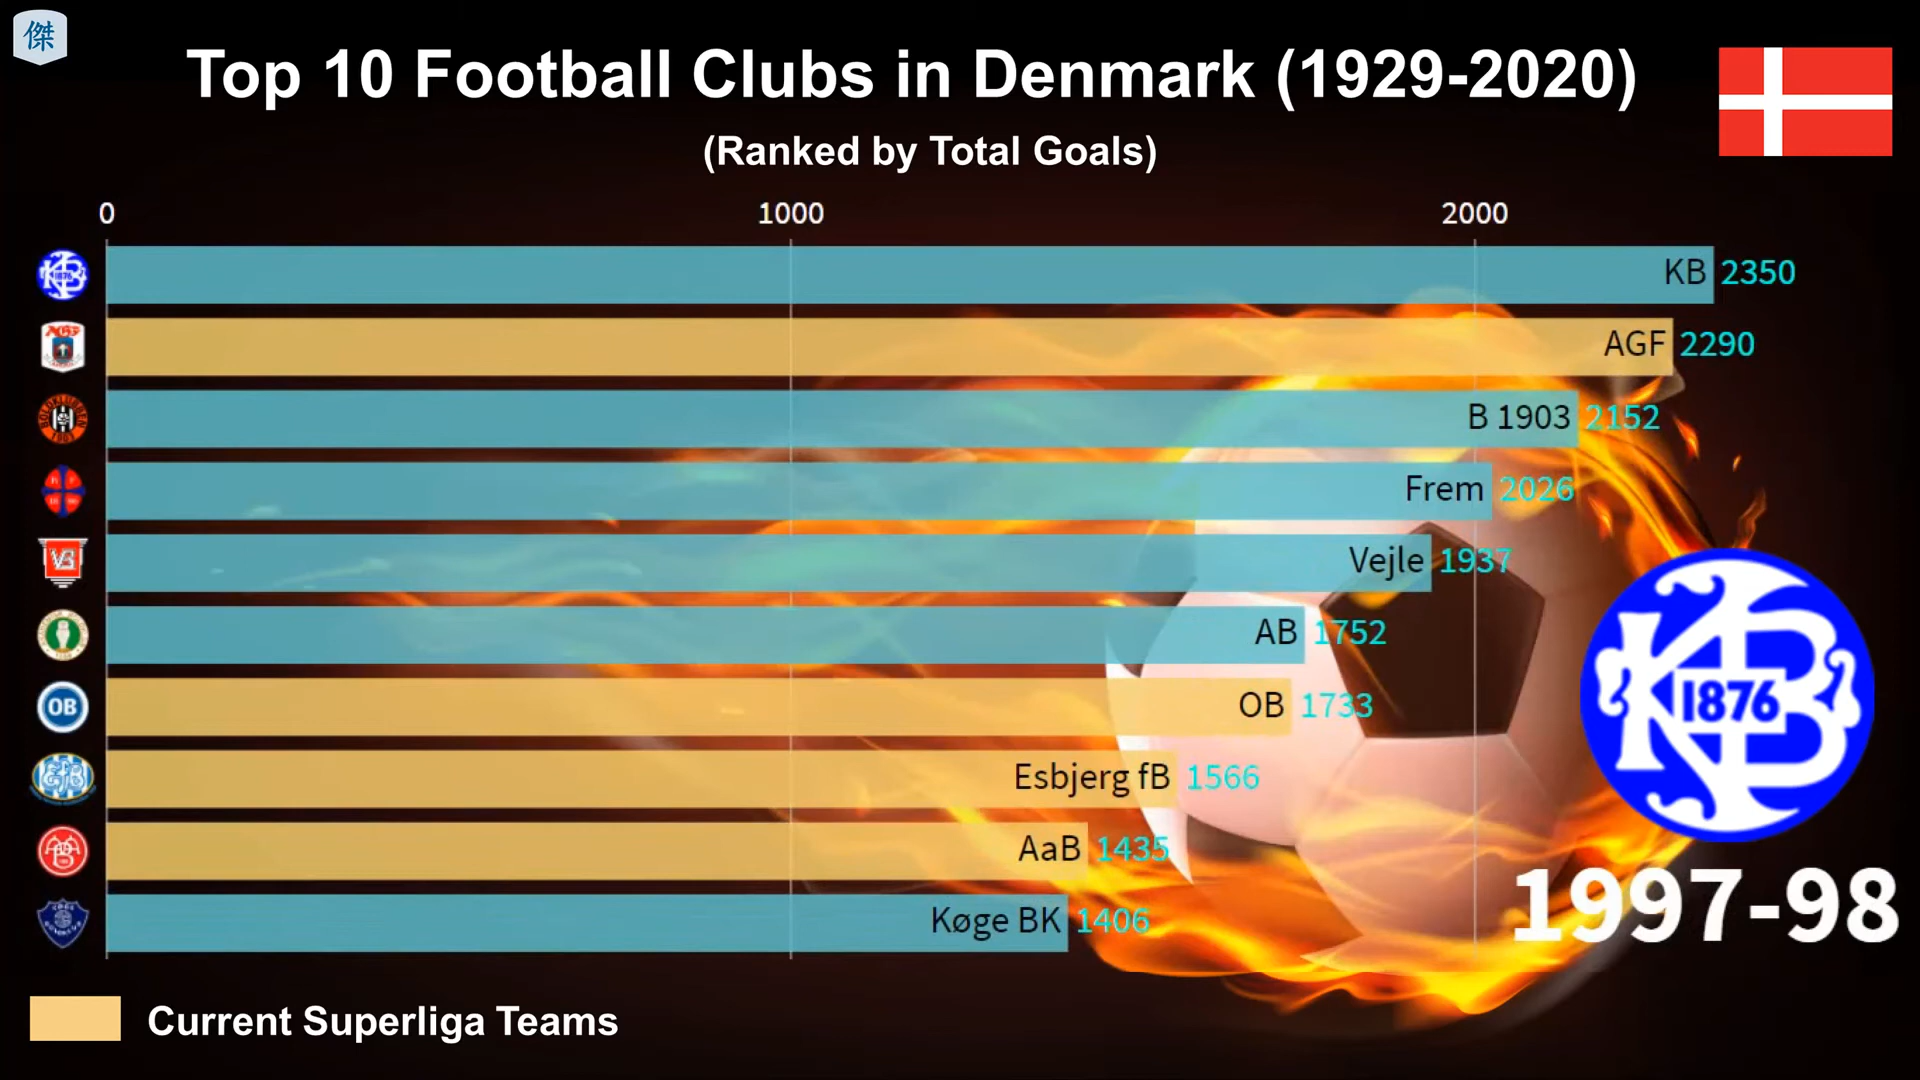 傑
Top 10 Football Clubs in Denmark (1929-2020)
(Ranked by Total Goals)
0 1000 2000
KB 2350
AGF 2290
B 1903 2152
Frem 2026
Vejle 1937
AB 1752
OB OB 1733
Esbjerg fB 1566
AaB 1435
Køge BK 1406
KB
1876
1997-98
Current Superliga Teams